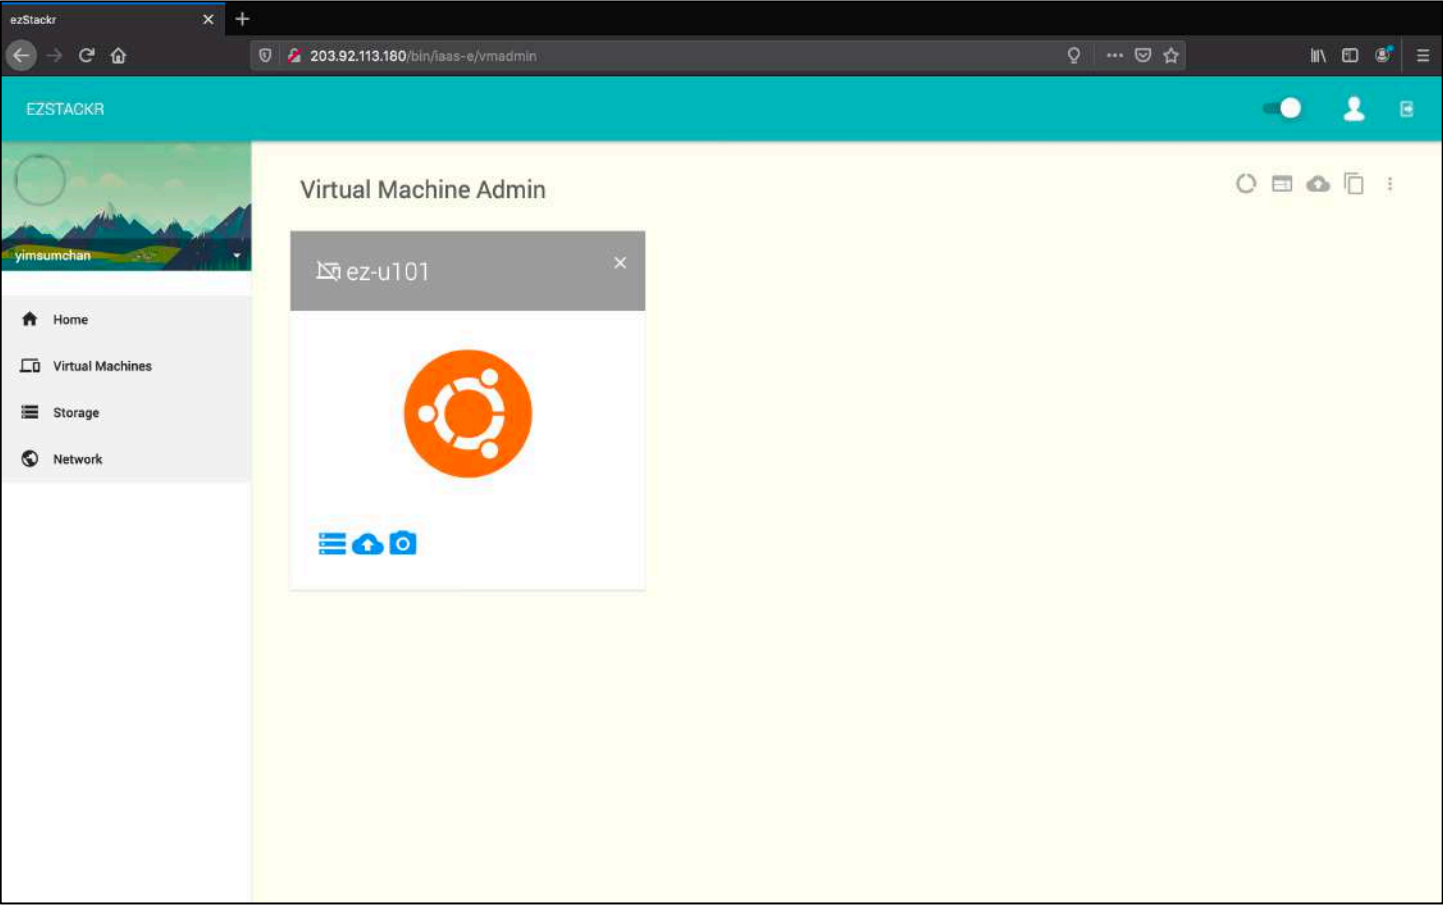 ezStackr
203.92.113.180/bin/iaas-e/vmadmin
EZSTACKR
Virtual Machine Admin
yimsumchan
ez-u101
Home
Virtual Machines
Storage
Network